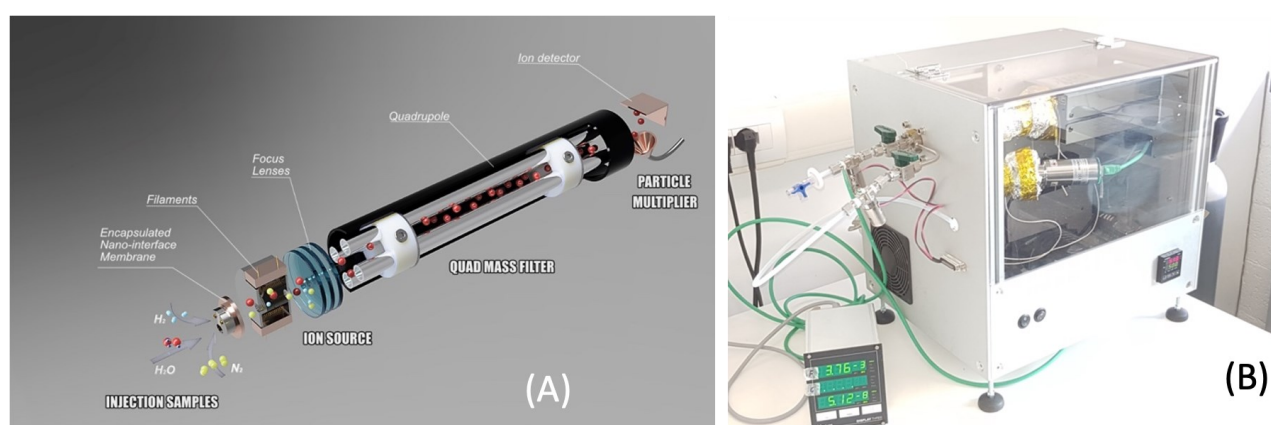 Ion detector
Quadrupole
PARTICLE
MULTIPLIER
Focus
Lenses
Filaments
QUAD MASS FILTER
Encapsulated
Nano-interface
Membrane
ION SOURCE
H₂
H₂O
N₂
INJECTION SAMPLES
(A)
3.76-3
5.12-8
(B)